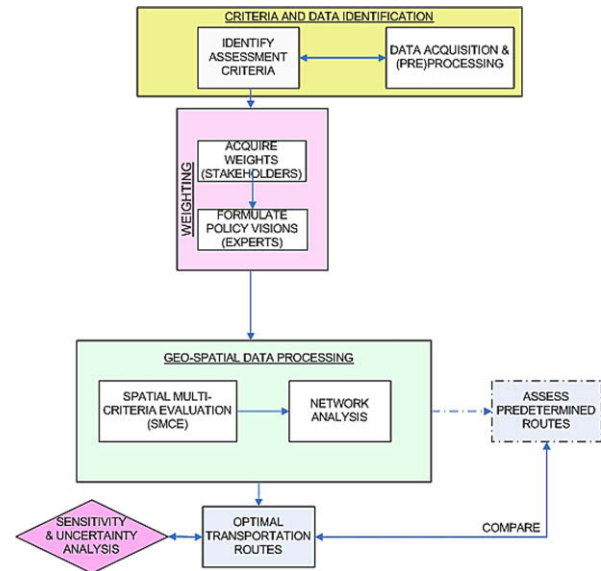 CRITERIA AND DATA IDENTIFICATION
IDENTIFY
ASSESSMENT
CRITERIA
DATA ACQUISITION &
(PRE)PROCESSING
WEIGHTING
ACQUIRE
WEIGHTS
(STAKEHOLDERS)
FORMULATE
POLICY VISIONS
(EXPERTS)
GEO-SPATIAL DATA PROCESSING
SPATIAL MULTI-
CRITERIA EVALUATION
(SMCE)
NETWORK
ANALYSIS
ASSESS
PREDETERMINED
ROUTES
SENSITIVITY
& UNCERTAINTY
ANALYSIS
OPTIMAL
TRANSPORTATION
ROUTES
COMPARE